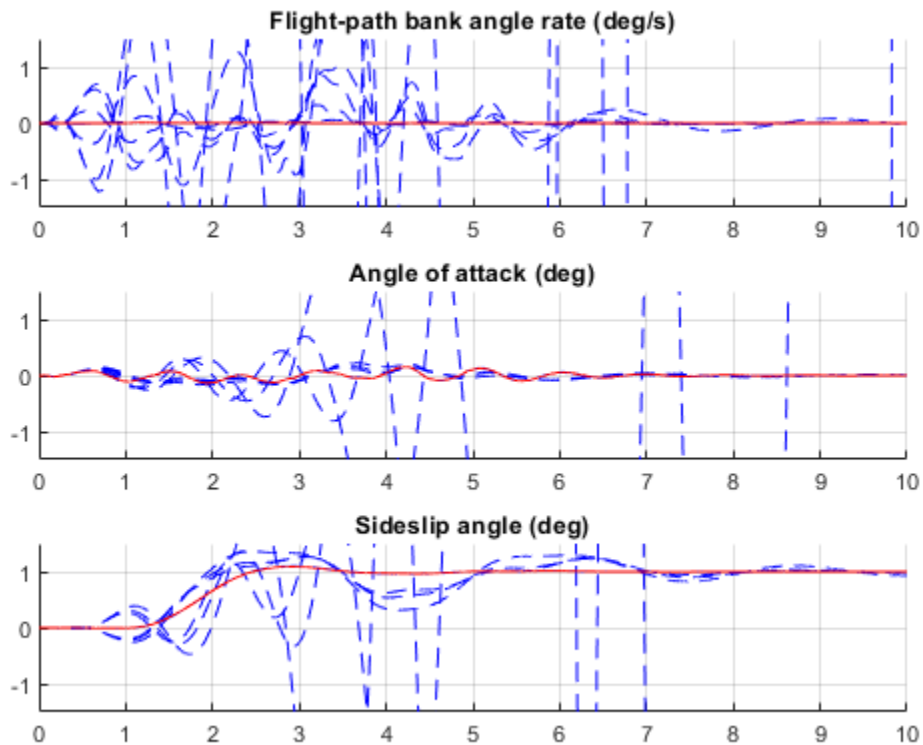 Flight-path bank angle rate (deg/s)
1
0
-1
0 1 2 3 4 5 6 7 8 9 10
Angle of attack (deg)
1
0
-1
0 1 2 3 4 5 6 7 8 9 10
Sideslip angle (deg)
1
0
-1
0 1 2 3 4 5 6 7 8 9 10